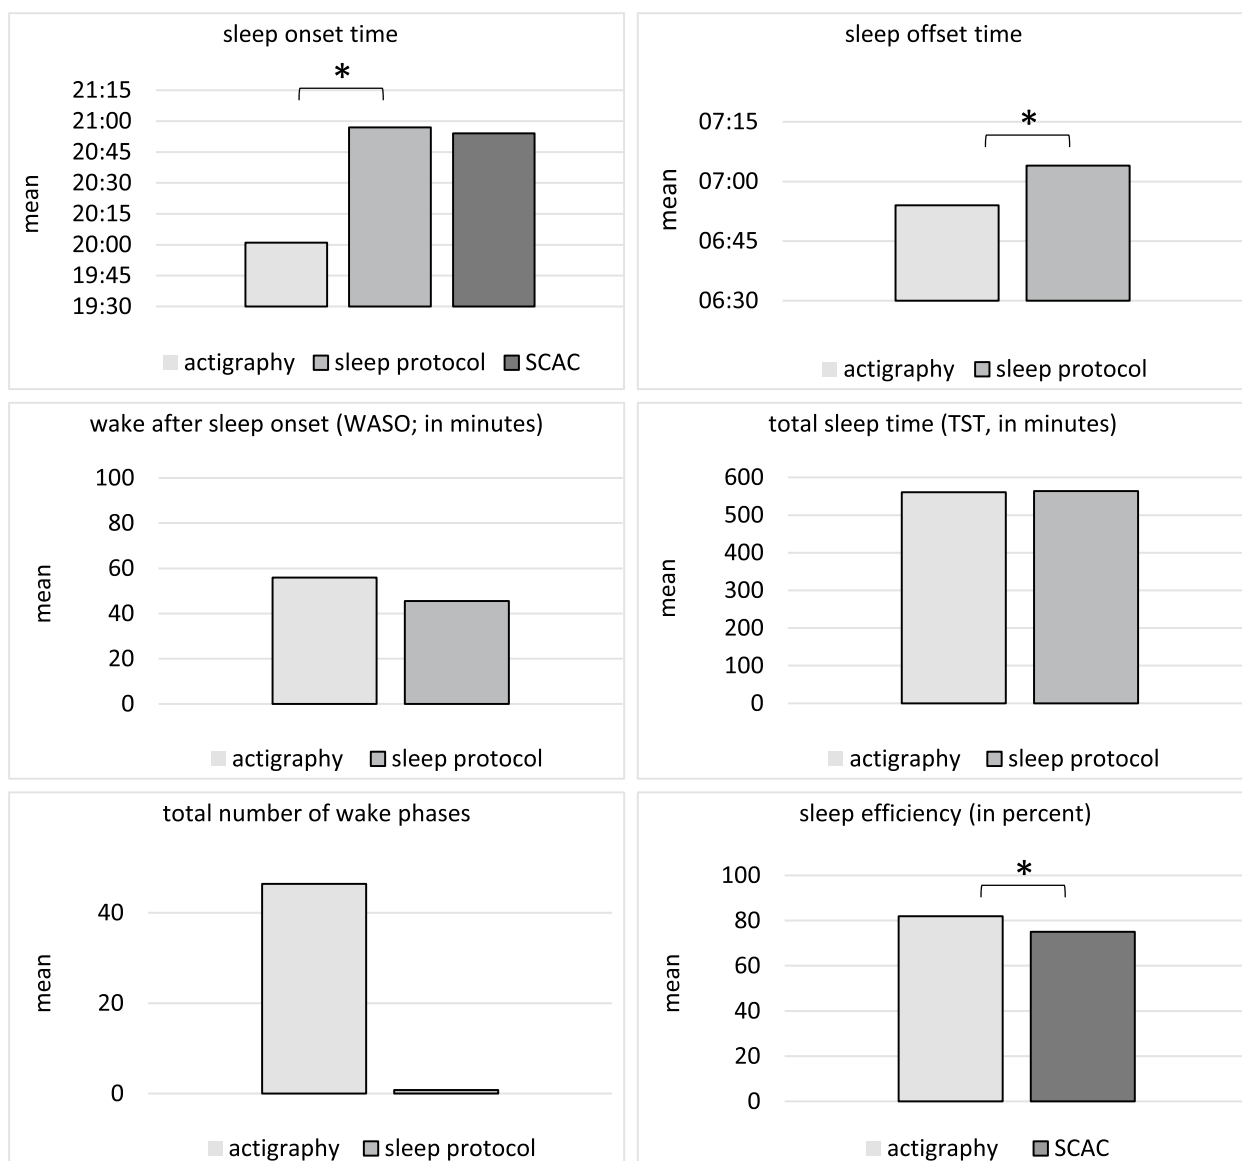 sleep onset time
*
21:15
21:00
20:45
20:30
20:15
20:00
19:45
19:30
mean
actigraphy sleep protocol SCAC
sleep offset time
*
07:15
07:00
06:45
06:30
mean
actigraphy sleep protocol
wake after sleep onset (WASO; in minutes)
100
80
60
40
20
0
mean
actigraphy sleep protocol
total sleep time (TST, in minutes)
600
500
400
300
200
100
0
mean
actigraphy sleep protocol
total number of wake phases
40
20
0
mean
actigraphy sleep protocol
sleep efficiency (in percent)
*
100
80
60
40
20
0
mean
actigraphy SCAC